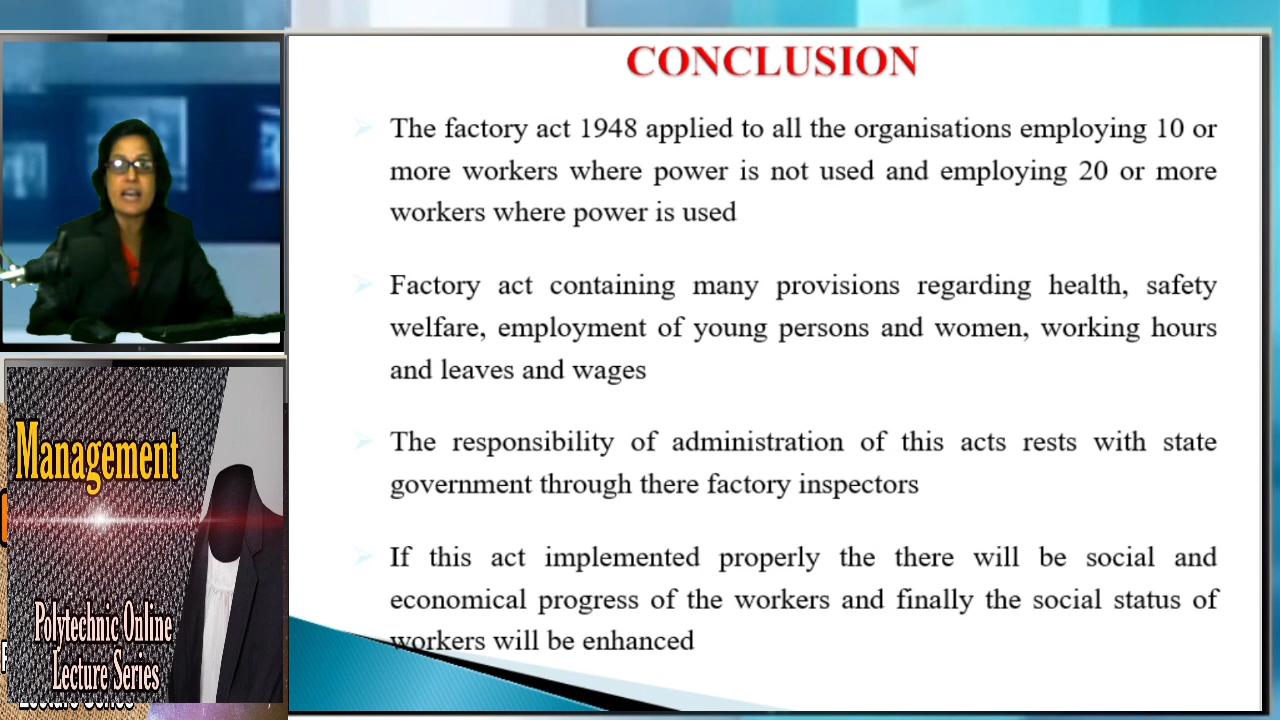 CONCLUSION
The factory act 1948 applied to all the organisations employing 10 or
more workers where power is not used and employing 20 or more
workers where power is used
Factory act containing many provisions regarding health, safety
welfare, employment of young persons and women, working hours
and leaves and wages
The responsibility of administration of this acts rests with state
government through there factory inspectors
If this act implemented properly the there will be social and
economical progress of the workers and finally the social status of
workers will be enhanced
Management
Polytechnic Online
Lecture Series